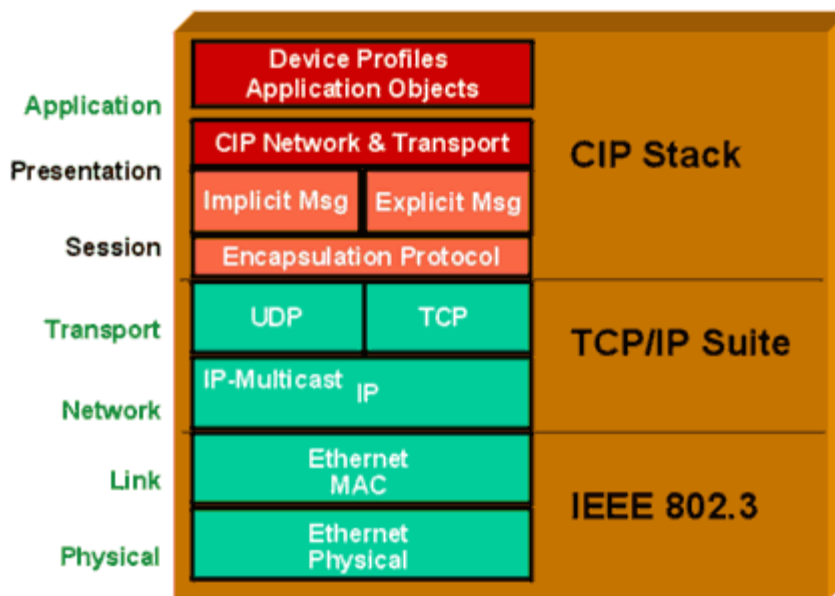 Device Profiles
Application Objects
Application
CIP Network & Transport
CIP Stack
Presentation
Implicit Msg
Explicit Msg
Session
Encapsulation Protocol
UDP
TCP
Transport
TCP/IP Suite
IP-Multicast
IP
Network
Ethernet
MAC
Link
IEEE 802.3
Ethernet
Physical
Physical